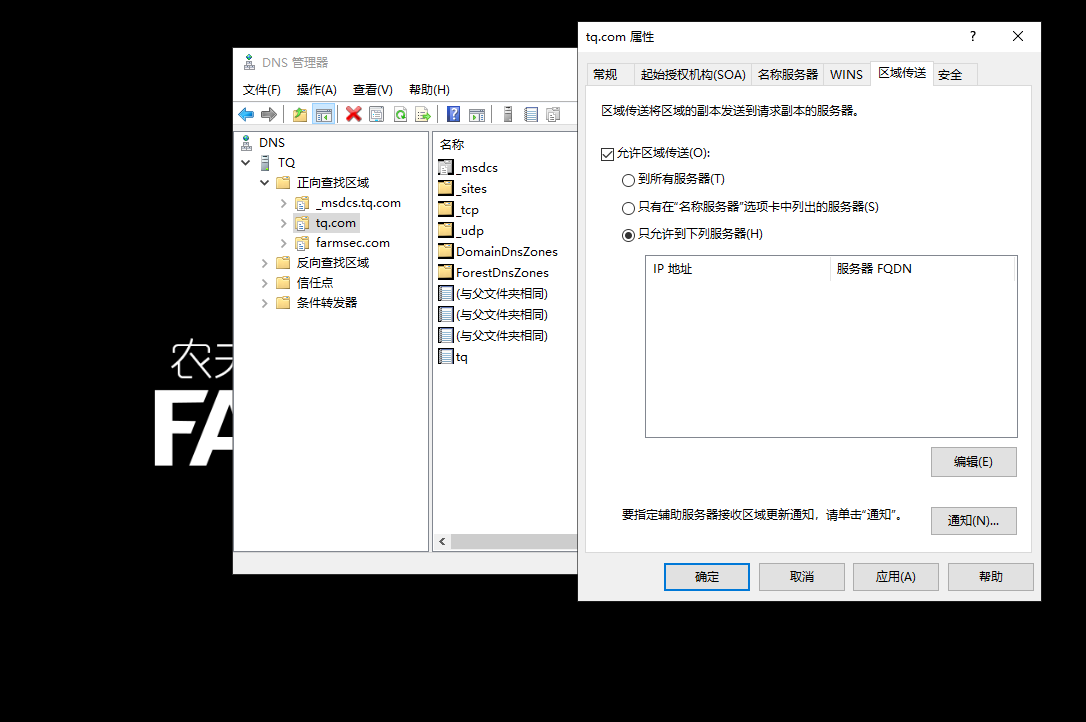 DNS 管理器
文件(F) 操作(A) 查看(V) 帮助(H)
DNS
TQ
正向查找区域
_msdcs.tq.com
tq.com
farmsec.com
反向查找区域
信任点
条件转发器
名称
_msdcs
_sites
_tcp
_udp
DomainDnsZones
ForestDnsZones
(与父文件夹相同)
(与父文件夹相同)
(与父文件夹相同)
tq
tq.com 属性
常规 起始授权机构(SOA) 名称服务器 WINS 区域传送 安全
区域传送将区域的副本发送到请求副本的服务器。
允许区域传送(O):
到所有服务器(T)
只有在"名称服务器"选项卡中列出的服务器(S)
只允许到下列服务器(H)
IP 地址 服务器 FQDN
编辑(E)
要指定辅助服务器接收区域更新通知，请单击"通知"。
通知(N)...
确定 取消 应用(A) 帮助
农夫
FA